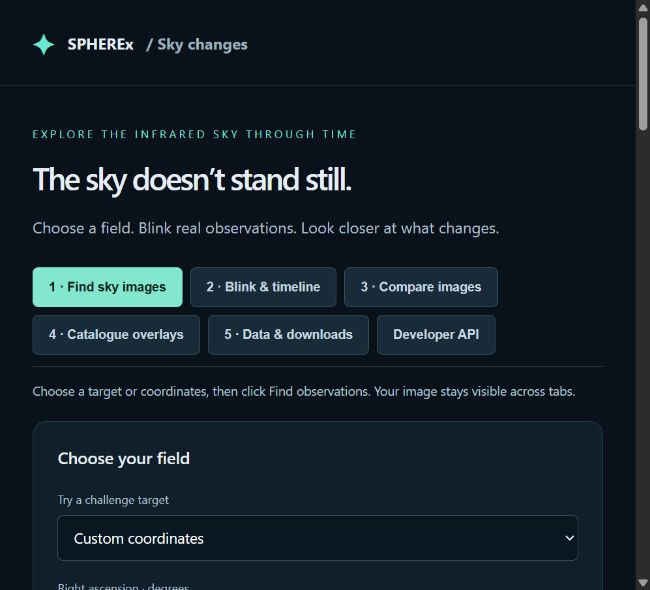 SPHEREx / Sky changes
EXPLORE THE INFRARED SKY THROUGH TIME
The sky doesn’t stand still.
Choose a field. Blink real observations. Look closer at what changes.
1 · Find sky images
2 · Blink & timeline
3 · Compare images
4 · Catalogue overlays
5 · Data & downloads
Developer API
Choose a target or coordinates, then click Find observations. Your image stays visible across tabs.
Choose your field
Try a challenge target
Custom coordinates
Right ascension · degrees